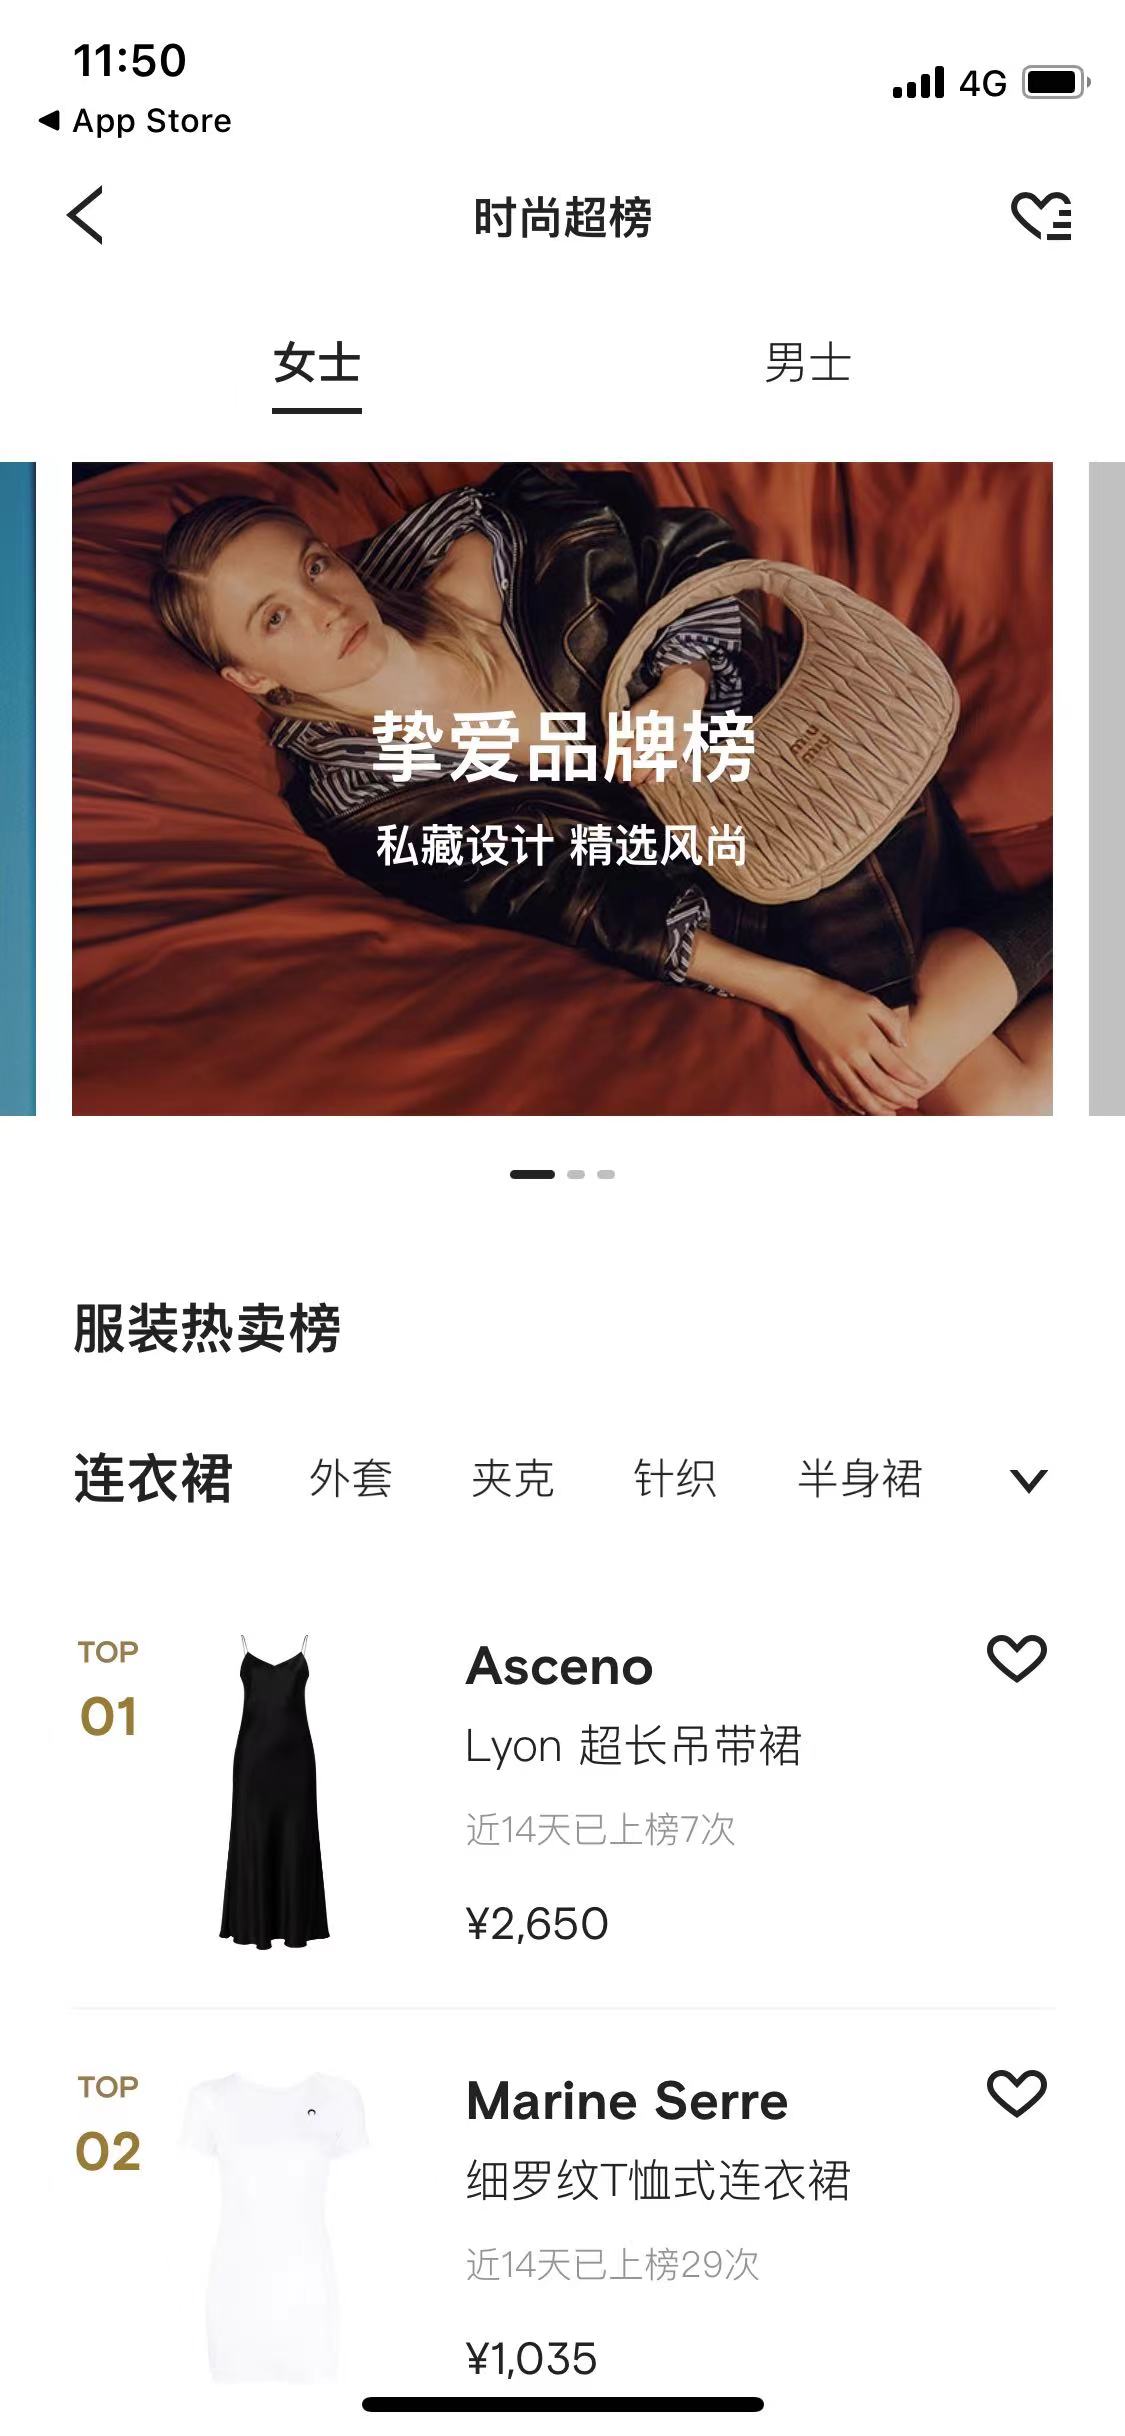 11:50
4G
App Store
时尚超榜
女士
男士
miu
miu
挚爱品牌榜
私藏设计 精选风尚
服装热卖榜
连衣裙 外套 夹克 针织 半身裙
TOP
01
Asceno
Lyon 超长吊带裙
近14天已上榜7次
¥2,650
TOP
02
Marine Serre
细罗纹T恤式连衣裙
近14天已上榜29次
¥1,035